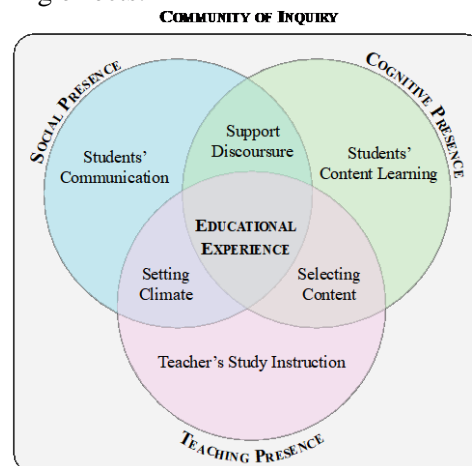 COMMUNITY OF INQUIRY
SOCIAL PRESENCE
COGNITIVE PRESENCE
Support
Discoursure
Students'
Communication
Students'
Content Learning
EDUCATIONAL
EXPERIENCE
Setting
Climate
Selecting
Content
Teacher's Study Instruction
TEACHING PRESENCE